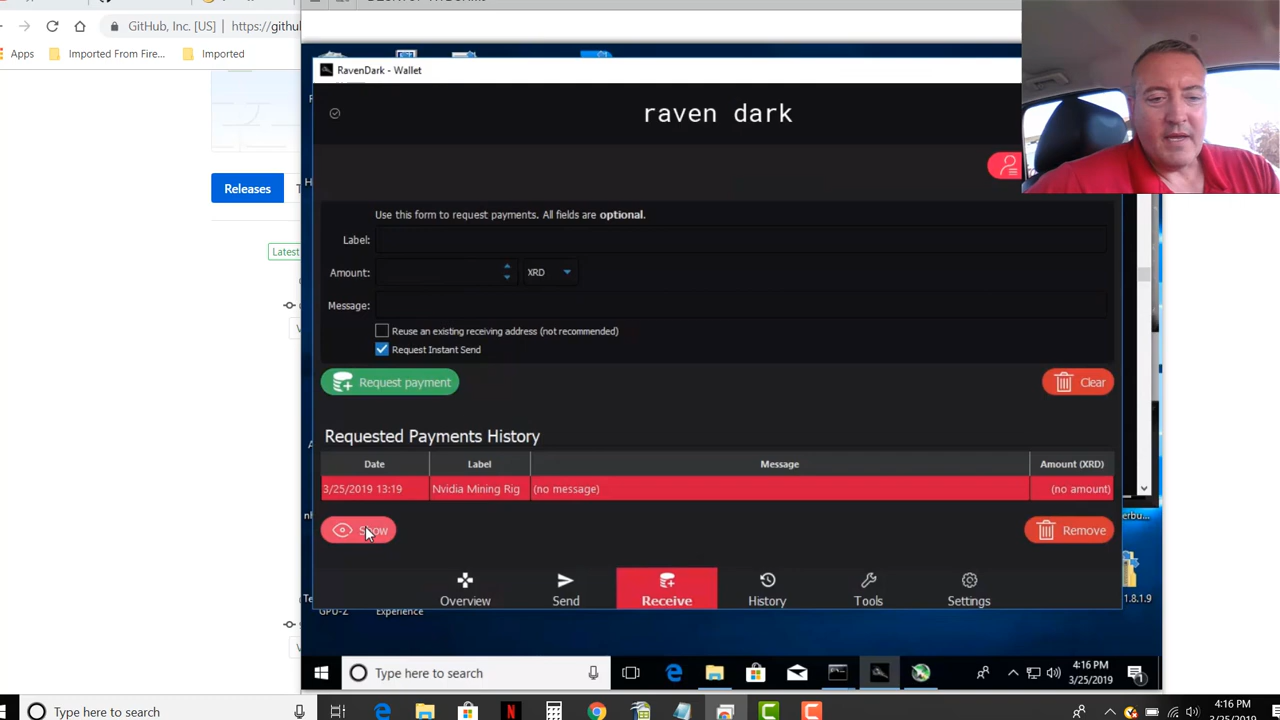 GitHub, Inc. [US]
https://githu
Apps
Imported From Fire...
Imported
RavenDark - Wallet
raven dark
Releases
Use this form to request payments. All fields are optional.
Label:
Latest
Amount:
XRD
Message:
Reuse an existing receiving address (not recommended)
Request Instant Send
Request payment
Clear
Requested Payments History
Date
Label
Message
Amount (XRD)
3/25/2019 13:19
Nvidia Mining Rig
(no message)
(no amount)
Show
Remove
Overview
Send
Receive
History
Tools
Settings
1.8.1.9
GPU-Z
Experience
Type here to search
4:16 PM
3/25/2019
1
Type here to search
4:16 PM